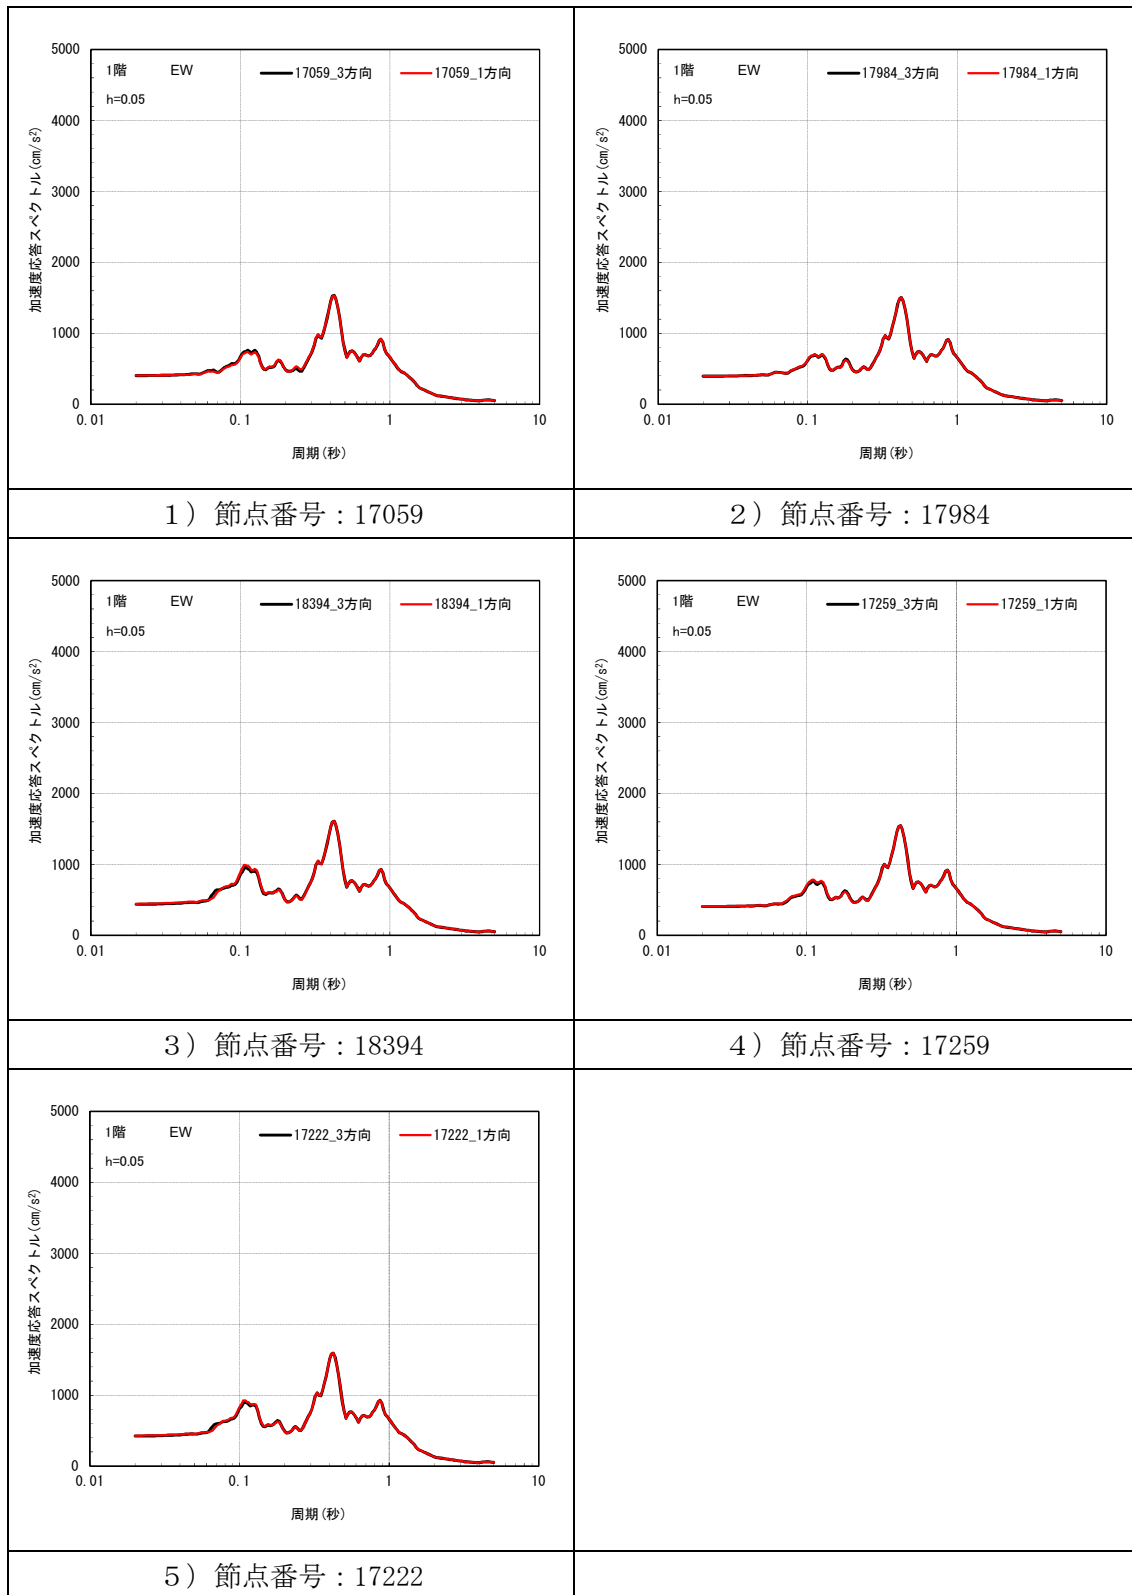 5000
4000
3000
2000
1000
0
加速度応答スペクトル(cm/s²)
1階 EW
17059_3方向 17059_1方向
h=0.05
0.01 0.1 1 10
周期(秒)
1）節点番号：17059
5000
4000
3000
2000
1000
0
加速度応答スペクトル(cm/s²)
1階 EW
17984_3方向 17984_1方向
h=0.05
0.01 0.1 1 10
周期(秒)
2）節点番号：17984
5000
4000
3000
2000
1000
0
加速度応答スペクトル(cm/s²)
1階 EW
18394_3方向 18394_1方向
h=0.05
0.01 0.1 1 10
周期(秒)
3）節点番号：18394
5000
4000
3000
2000
1000
0
加速度応答スペクトル(cm/s²)
1階 EW
17259_3方向 17259_1方向
h=0.05
0.01 0.1 1 10
周期(秒)
4）節点番号：17259
5000
4000
3000
2000
1000
0
加速度応答スペクトル(cm/s²)
1階 EW
17222_3方向 17222_1方向
h=0.05
0.01 0.1 1 10
周期(秒)
5）節点番号：17222